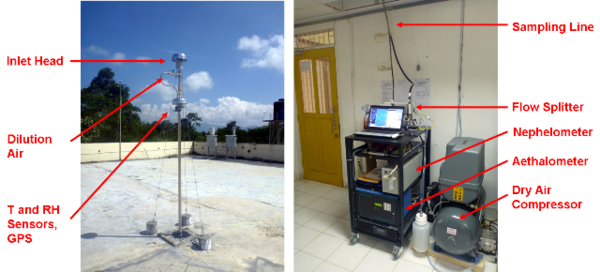 Inlet Head
Dilution
Air
T and RH
Sensors,
GPS
Sampling Line
Flow Splitter
Nephelometer
Aethalometer
Dry Air
Compressor